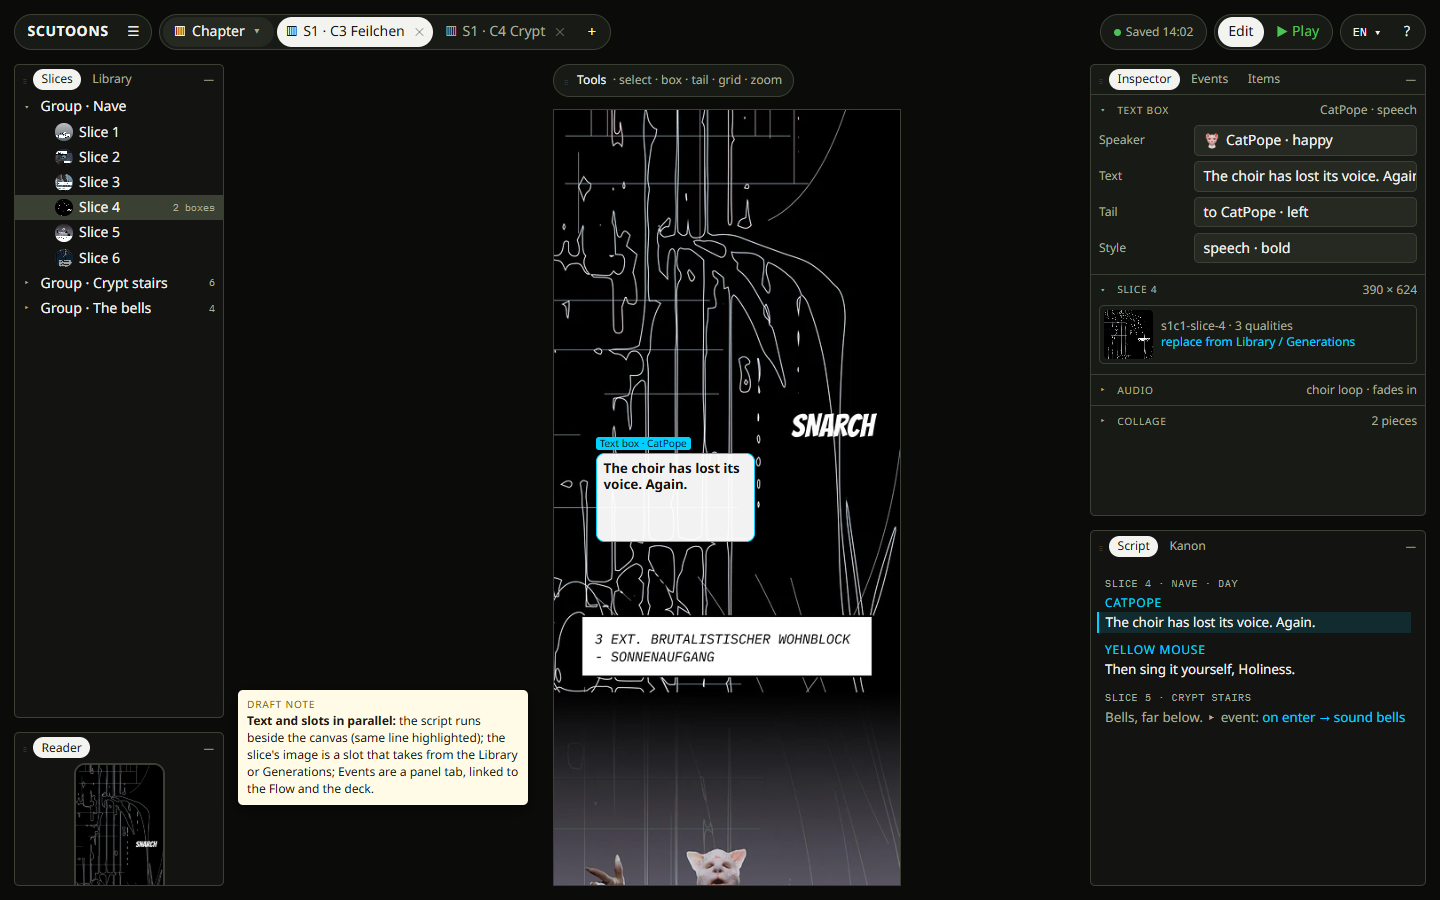 SCUTOONS
Chapter
S1 · C3 Feilchen
S1 · C4 Crypt
+
Saved 14:02
Edit
Play
EN
?
Slices
Library
Group · Nave
Slice 1
Slice 2
Slice 3
Slice 4
2 boxes
Slice 5
Slice 6
Group · Crypt stairs
6
Group · The bells
4
Reader
SNARCH
DRAFT NOTE
Text and slots in parallel: the script runs
beside the canvas (same line highlighted); the
slice's image is a slot that takes from the Library
or Generations; Events are a panel tab, linked to
the Flow and the deck.
Tools · select · box · tail · grid · zoom
SNARCH
Text box · CatPope
The choir has lost its
voice. Again.
3 EXT. BRUTALISTISCHER WOHNBLOCK
- SONNENAUFGANG
Inspector
Events
Items
TEXT BOX
CatPope · speech
Speaker
CatPope · happy
Text
The choir has lost its voice. Again
Tail
to CatPope · left
Style
speech · bold
SLICE 4
390 × 624
s1c1-slice-4 · 3 qualities
replace from Library / Generations
AUDIO
choir loop · fades in
COLLAGE
2 pieces
Script
Kanon
SLICE 4 · NAVE · DAY
CATPOPE
The choir has lost its voice. Again.
YELLOW MOUSE
Then sing it yourself, Holiness.
SLICE 5 · CRYPT STAIRS
Bells, far below. ▸ event: on enter → sound bells